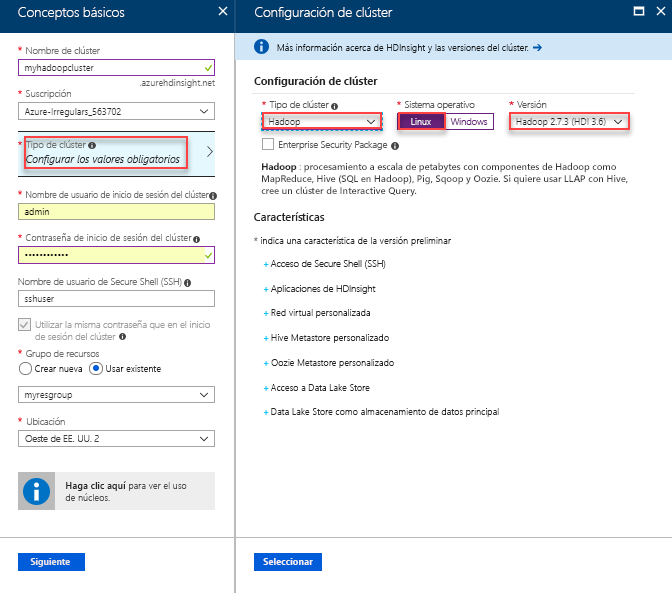 Conceptos básicos
* Nombre de clúster
myhadoopcluster
.azurehdinsight.net
* Suscripción
Azure-Irregulars_563702
* Tipo de clúster
Configurar los valores obligatorios
* Nombre de usuario de inicio de sesión del clúster
admin
* Contraseña de inicio de sesión del clúster
••••••••••••
Nombre de usuario de Secure Shell (SSH)
sshuser
Utilizar la misma contraseña que en el inicio
de sesión del clúster
* Grupo de recursos
Crear nueva Usar existente
myresgroup
* Ubicación
Oeste de EE. UU. 2
Haga clic aquí para ver el uso
de núcleos.
Siguiente
Configuración de clúster
Más información acerca de HDInsight y las versiones del clúster.
Configuración de clúster
* Tipo de clúster * Sistema operativo * Versión
Hadoop Linux Windows Hadoop 2.7.3 (HDI 3.6)
Enterprise Security Package
Hadoop : procesamiento a escala de petabytes con componentes de Hadoop como
MapReduce, Hive (SQL en Hadoop), Pig, Sqoop y Oozie. Si quiere usar LLAP con Hive,
cree un clúster de Interactive Query.
Características
* indica una característica de la versión preliminar
+ Acceso de Secure Shell (SSH)
+ Aplicaciones de HDInsight
+ Red virtual personalizada
+ Hive Metastore personalizado
+ Oozie Metastore personalizado
+ Acceso a Data Lake Store
+ Data Lake Store como almacenamiento de datos principal
Seleccionar